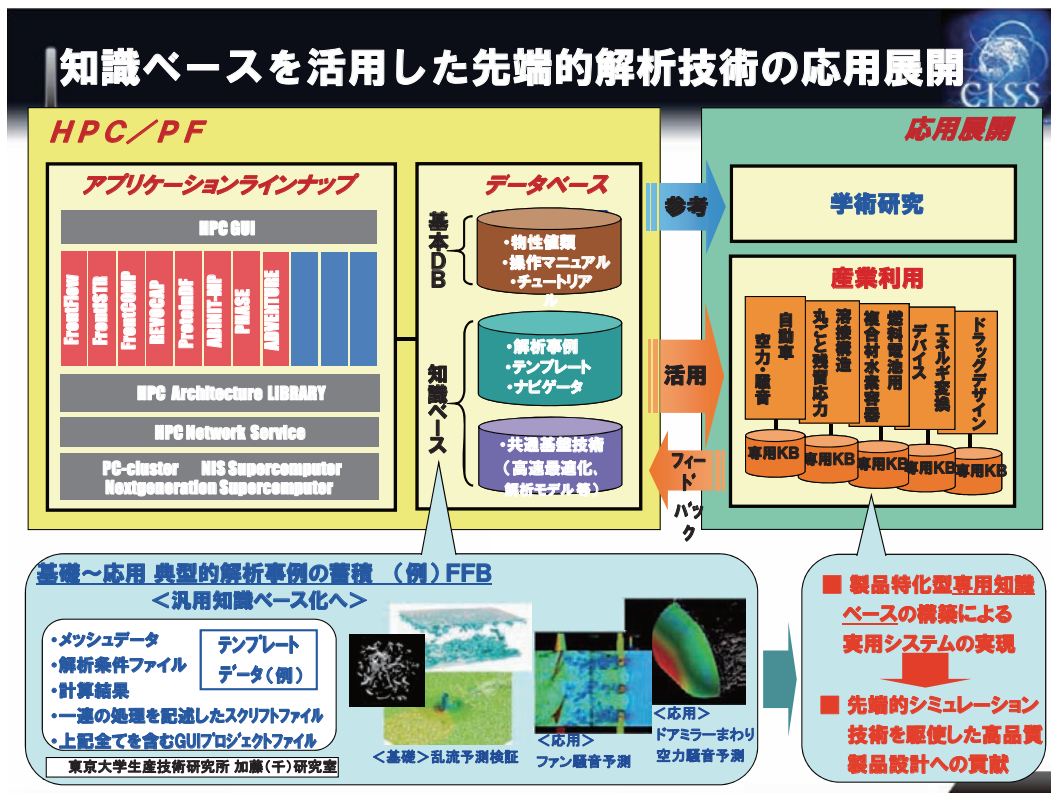 知識ベースを活用した先端的解析技術の応用展開
CISS
HPC／PF
アプリケーションラインナップ
HPC GUI
FrontFlow
FrontSTR
FrontCOMP
REVOCAP
ProteinDF
ABINIT-MP
PHASE
ADVENTURE
HPC Architecture LIBRARY
HPC Network Service
PC-cluster NIS Supercomputer
Nextgeneration Supercomputer
データベース
基本DB
・物性値類
・操作マニュアル
・チュートリア
ル
知識ベース
・解析事例
・テンプレート
・ナビゲータ
・共通基盤技術
（高速最適化、
解析モデル等）
参考
活用
フィー
ド
バッ
ク
応用展開
学術研究
産業利用
自動車
空力・騒音
溶接構造
丸ごと残留応力
燃料電池用
複合材水素容器
エネルギ変換
デバイス
ドラッグデザイン
専用KB
専用KB
専用KB
専用KB
専用KB
基礎～応用 典型的解析事例の蓄積 （例）FFB
＜汎用知識ベース化へ＞
・メッシュデータ
・解析条件ファイル
・計算結果
・一連の処理を記述したスクリプトファイル
・上記全てを含むGUIプロジェクトファイル
テンプレート
データ（例）
東京大学生産技術研究所 加藤（千）研究室
＜基礎＞乱流予測検証
＜応用＞
ファン騒音予測
＜応用＞
ドアミラーまわり
空力騒音予測
■ 製品特化型専用知識
ベースの構築による
実用システムの実現
■ 先端的シミュレーション
技術を駆使した高品質
製品設計への貢献